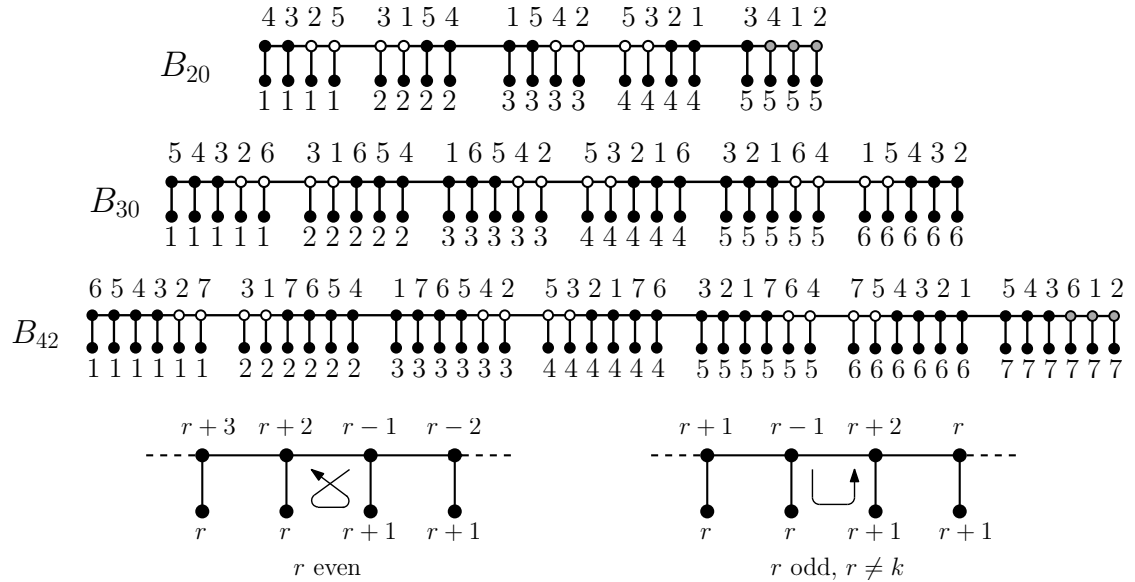 4 3 2 5 3 1 5 4 1 5 4 2 5 3 2 1 3 4 1 2
B₂₀
1 1 1 1 2 2 2 2 3 3 3 3 4 4 4 4 5 5 5 5
5 4 3 2 6 3 1 6 5 4 1 6 5 4 2 5 3 2 1 6 3 2 1 6 4 1 5 4 3 2
B₃₀
1 1 1 1 1 2 2 2 2 2 3 3 3 3 3 4 4 4 4 4 5 5 5 5 5 6 6 6 6 6
6 5 4 3 2 7 3 1 7 6 5 4 1 7 6 5 4 2 5 3 2 1 7 6 3 2 1 7 6 4 7 5 4 3 2 1 5 4 3 6 1 2
B₄₂
1 1 1 1 1 1 2 2 2 2 2 2 3 3 3 3 3 3 4 4 4 4 4 4 5 5 5 5 5 5 6 6 6 6 6 6 7 7 7 7 7 7
r + 3 r + 2 r − 1 r − 2 r + 1 r − 1 r + 2 r
r r r + 1 r + 1 r r r + 1 r + 1
r even r odd, r ≠ k